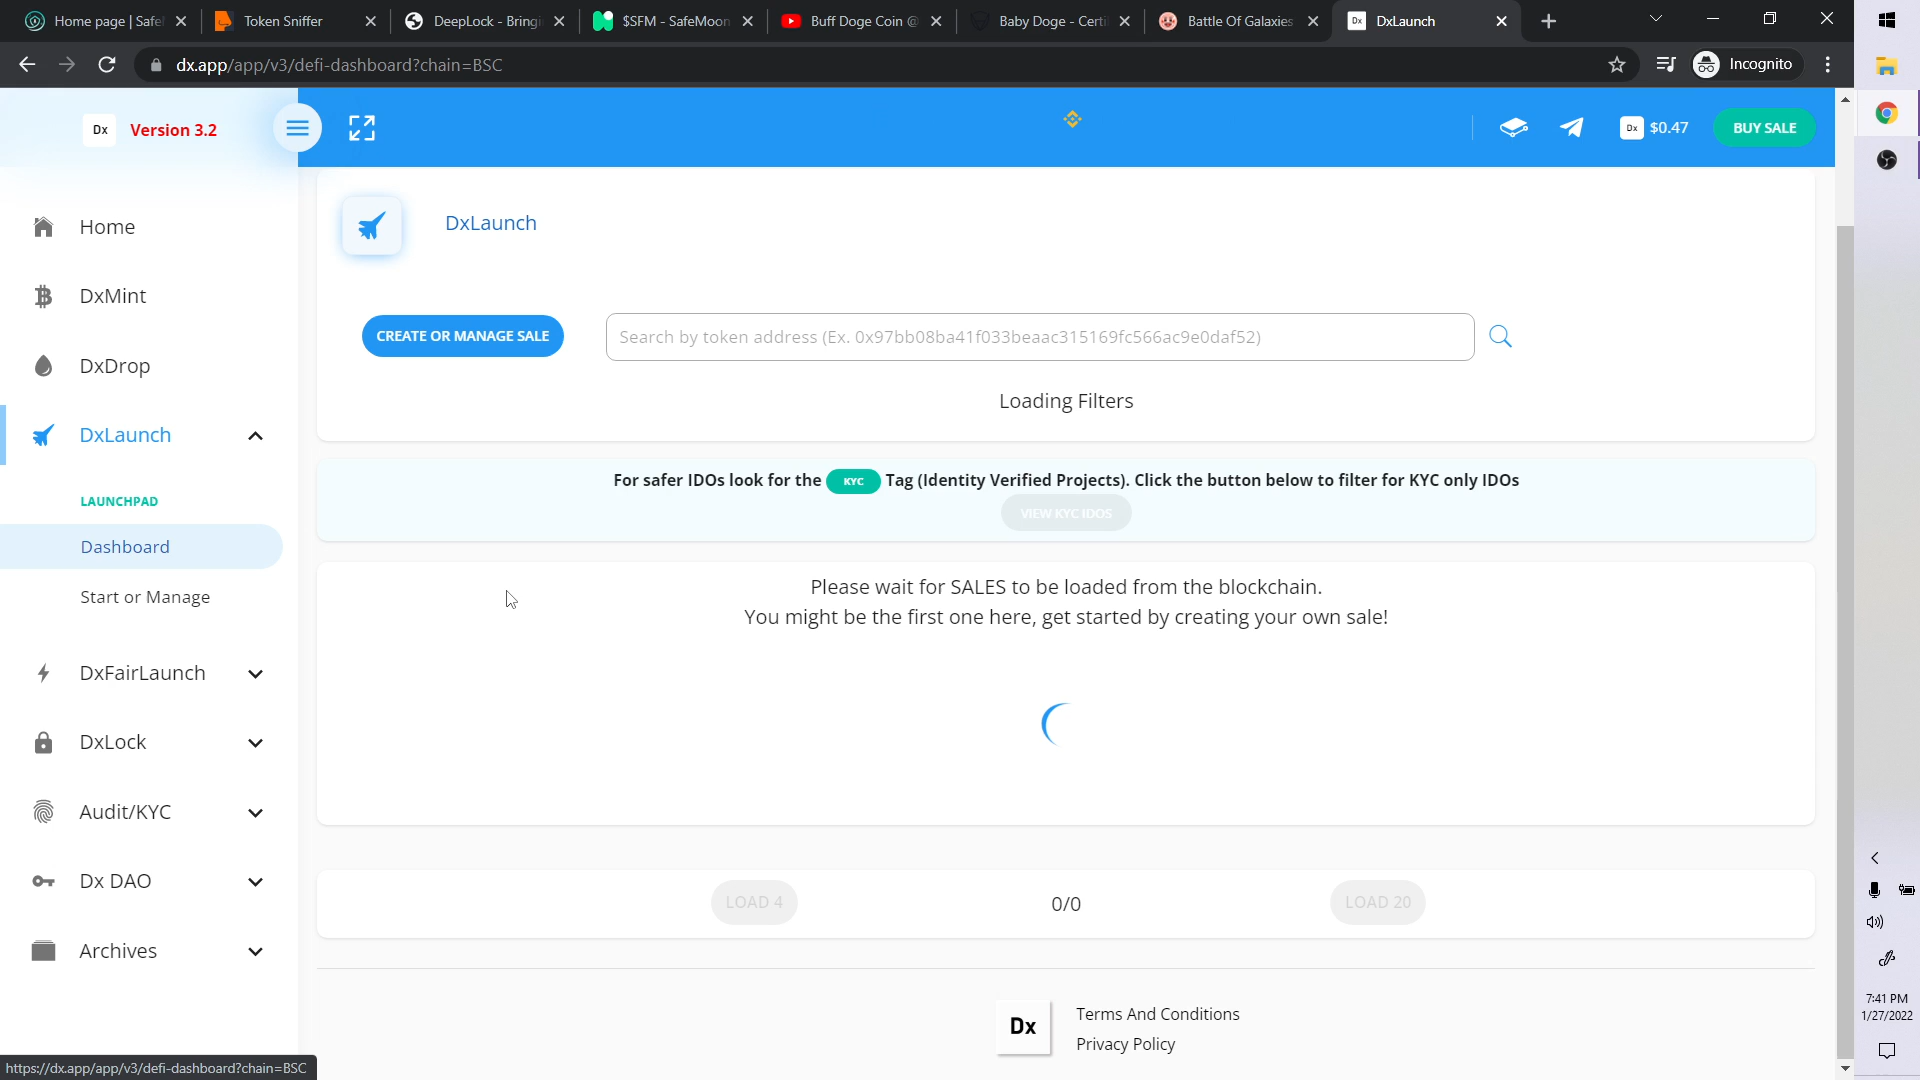 Home page | Safe
Token Sniffer
DeepLock - Bringi
$SFM - SafeMoon
Buff Doge Coin @
Baby Doge - Certi
Battle Of Galaxies
Dx
DxLaunch
dx.app/app/v3/defi-dashboard?chain=BSC
Incognito
Dx
Version 3.2
Dx
$0.47
BUY SALE
Home
DxMint
DxDrop
DxLaunch
LAUNCHPAD
Dashboard
Start or Manage
DxFairLaunch
DxLock
Audit/KYC
Dx DAO
Archives
DxLaunch
CREATE OR MANAGE SALE
Search by token address (Ex. 0x97bb08ba41f033beaac315169fc566ac9e0daf52)
Loading Filters
For safer IDOs look for the KYC Tag (Identity Verified Projects). Click the button below to filter for KYC only IDOs
VIEW KYC IDOS
Please wait for SALES to be loaded from the blockchain.
You might be the first one here, get started by creating your own sale!
LOAD 4
0/0
LOAD 20
Dx
Terms And Conditions
Privacy Policy
https://dx.app/app/v3/defi-dashboard?chain=BSC
7:41 PM
1/27/2022